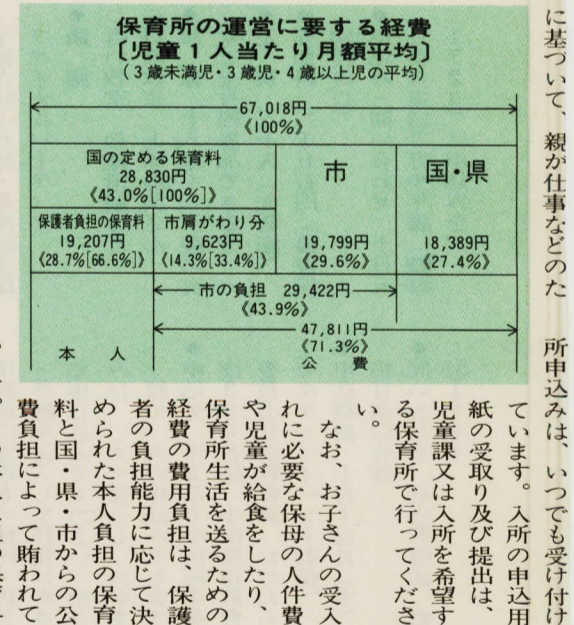 保育所の運営に要する経費
〔児童1人当たり月額平均〕
(3歳未満児・3歳児・4歳以上児の平均)
67,018円
《100%》
国の定める保育料
28,830円
《43.0%[100%]》
市
国・県
保護者負担の保育料
19,207円
《28.7%[66.6%]》
市肩がわり分
9,623円
《14.3%[33.4%]》
19,799円
《29.6%》
18,389円
《27.4%》
市の負担 29,422円
《43.9%》
47,811円
《71.3%》
公費
本人
に基づいて、親が仕事などのた
所申込みは、いつでも受け付け
ています。入所の申込用
紙の受取り及び提出は、
児童課又は入所を希望す
る保育所で行ってくださ
い。
なお、お子さんの受入
れに必要な保母の人件費
や児童が給食をしたり、
保育所生活を送るための
経費の費用負担は、保護
者の負担能力に応じて決
められた本人負担の保育
料と国・県・市からの公
費負担によって賄われて